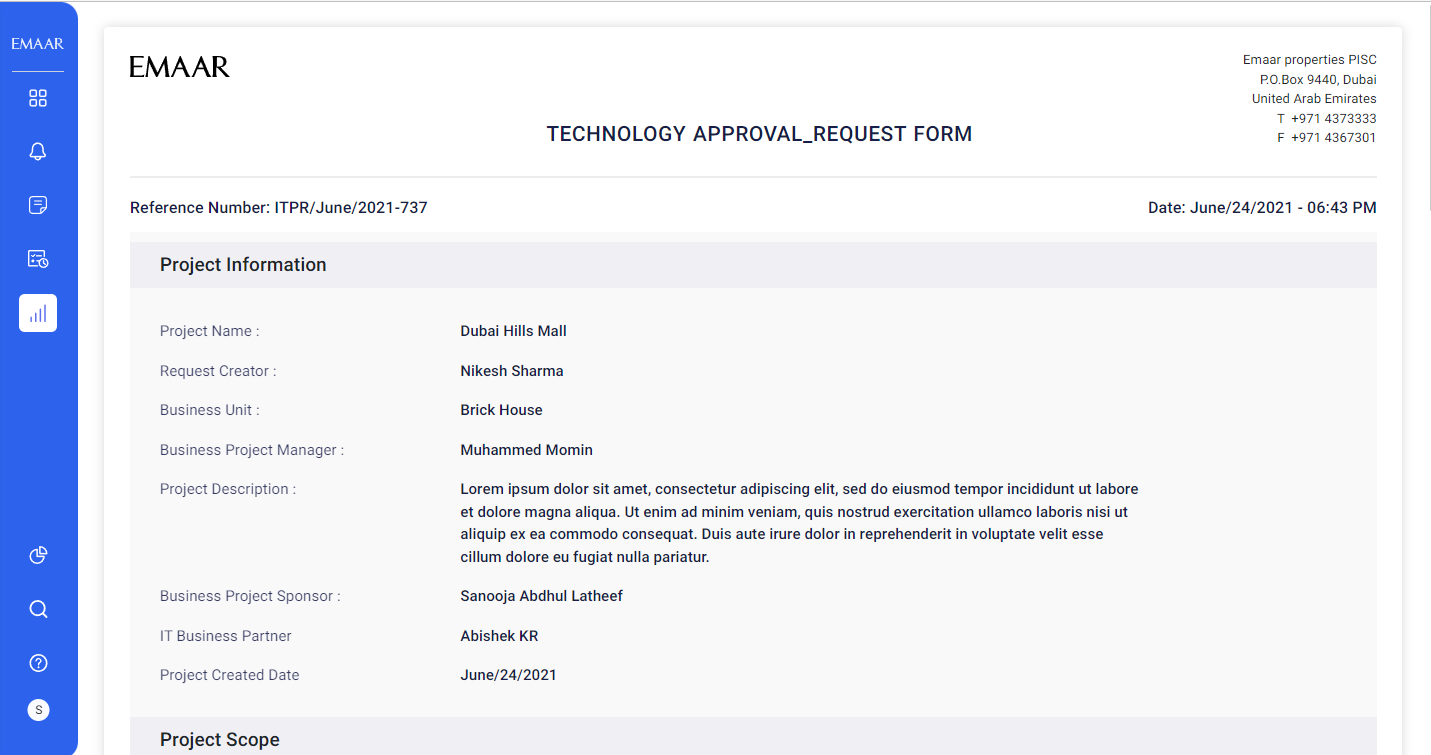 EMAAR
EMAAR
Emaar properties PISC
P.O.Box 9440, Dubai
United Arab Emirates
T +971 4373333
F +971 4367301
TECHNOLOGY APPROVAL_REQUEST FORM
Reference Number: ITPR/June/2021-737
Date: June/24/2021 - 06:43 PM
Project Information
Project Name : Dubai Hills Mall
Request Creator : Nikesh Sharma
Business Unit : Brick House
Business Project Manager : Muhammed Momin
Project Description : Lorem ipsum dolor sit amet, consectetur adipiscing elit, sed do eiusmod tempor incididunt ut labore
et dolore magna aliqua. Ut enim ad minim veniam, quis nostrud exercitation ullamco laboris nisi ut
aliquip ex ea commodo consequat. Duis aute irure dolor in reprehenderit in voluptate velit esse
cillum dolore eu fugiat nulla pariatur.
Business Project Sponsor : Sanooja Abdhul Latheef
IT Business Partner Abishek KR
Project Created Date June/24/2021
Project Scope
S